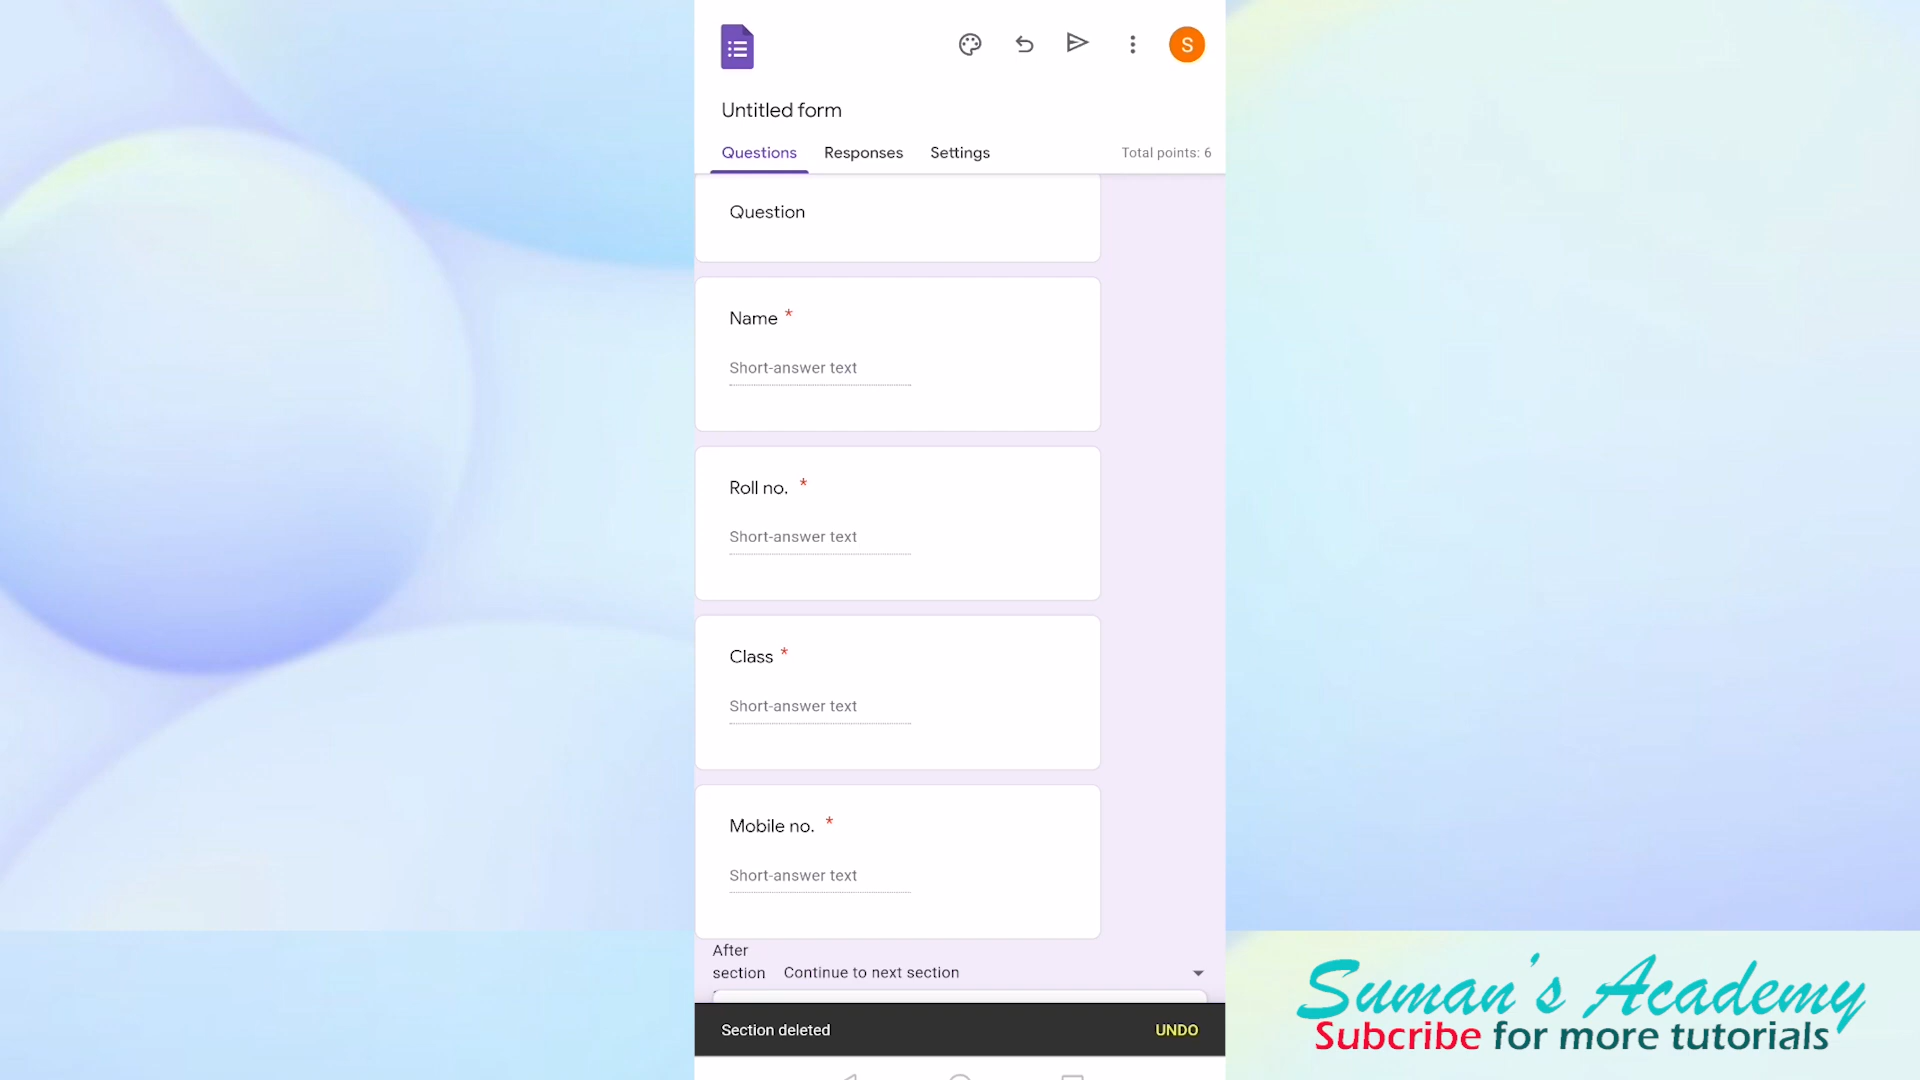 S
Untitled form
Questions Responses Settings Total points: 6
Question
Name *
Short-answer text
Roll no. *
Short-answer text
Class *
Short-answer text
Mobile no. *
Short-answer text
After section Continue to next section
Section deleted UNDO
Suman's Academy
Subcribe for more tutorials